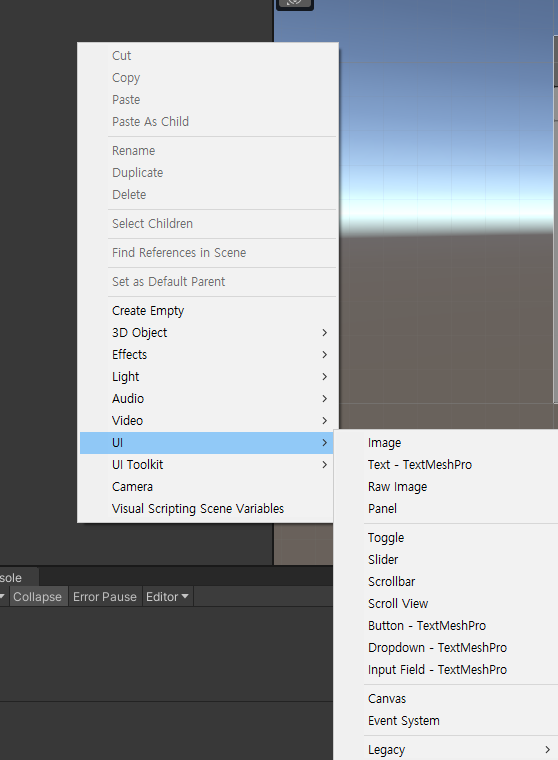 Cut
Copy
Paste
Paste As Child
Rename
Duplicate
Delete
Select Children
Find References in Scene
Set as Default Parent
Create Empty
3D Object
Effects
Light
Audio
Video
UI
UI Toolkit
Camera
Visual Scripting Scene Variables
Image
Text - TextMeshPro
Raw Image
Panel
Toggle
Slider
Scrollbar
Scroll View
Button - TextMeshPro
Dropdown - TextMeshPro
Input Field - TextMeshPro
Canvas
Event System
Legacy
sole
Collapse Error Pause Editor